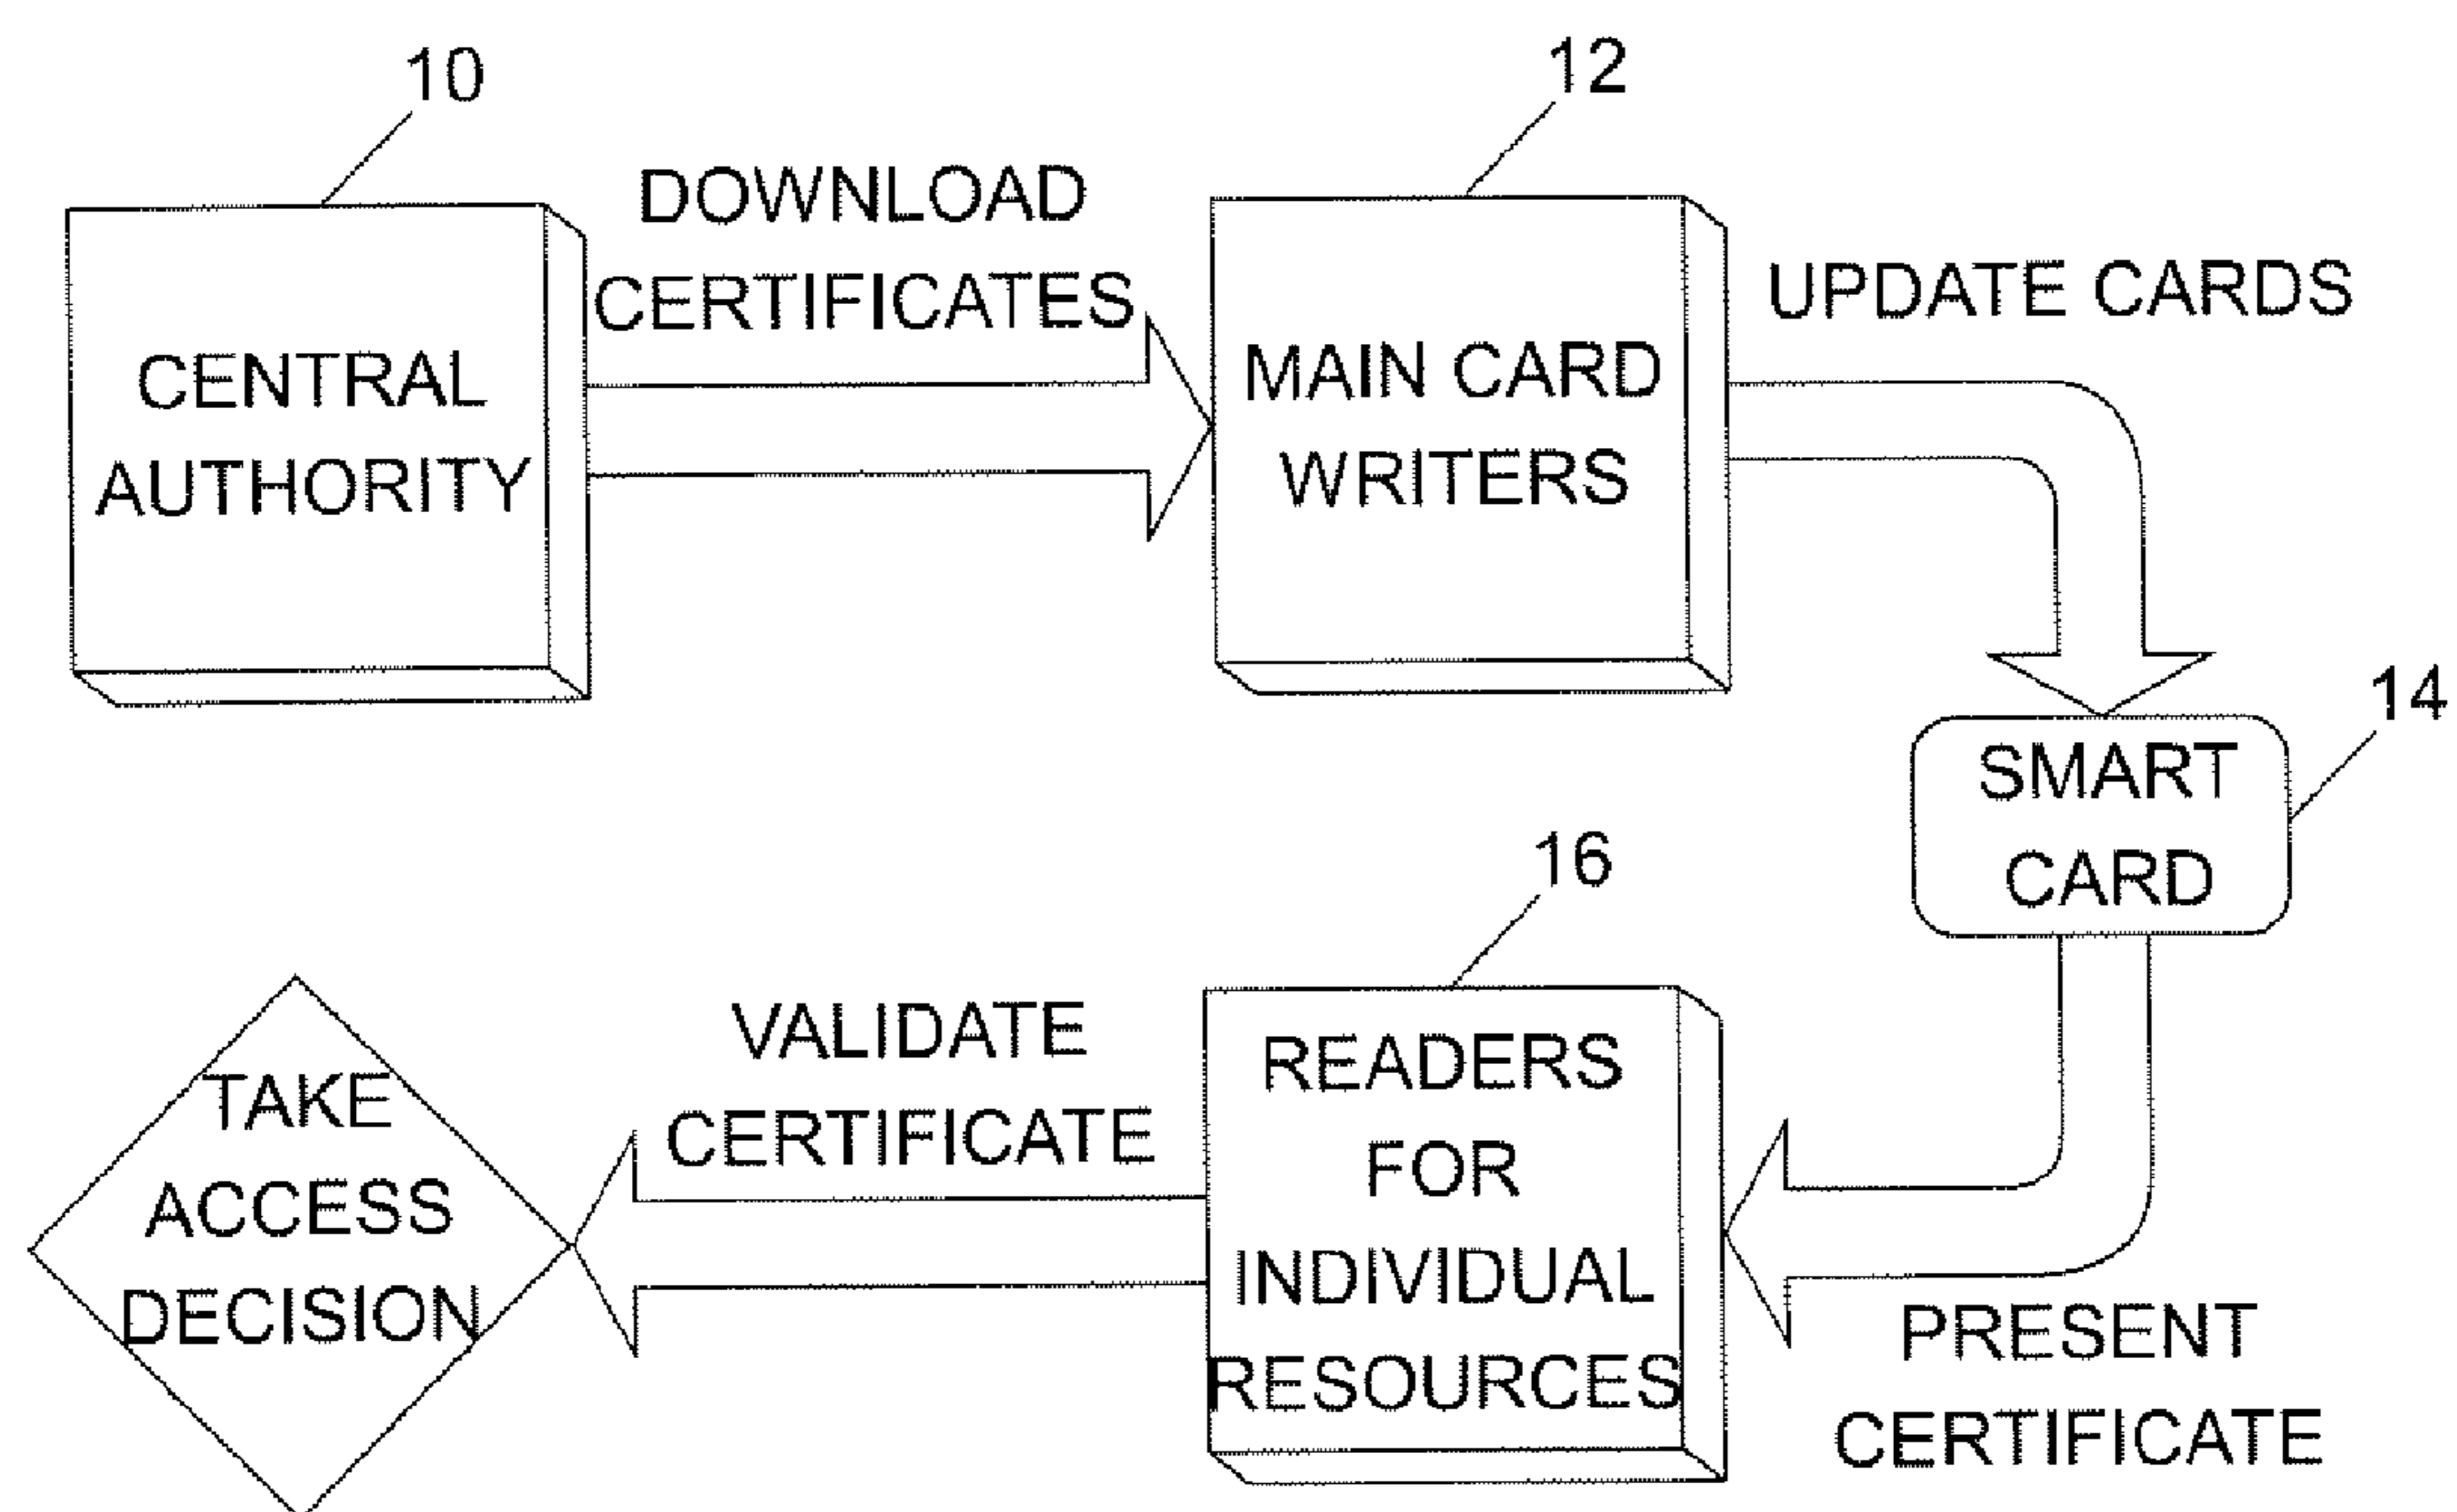 10
12
DOWNLOAD
CERTIFICATES
UPDATE CARDS
CENTRAL
AUTHORITY
MAIN CARD
WRITERS
14
SMART
CARD
16
VALIDATE
CERTIFICATE
TAKE
ACCESS
DECISION
READERS
FOR
INDIVIDUAL
RESOURCES
PRESENT
CERTIFICATE